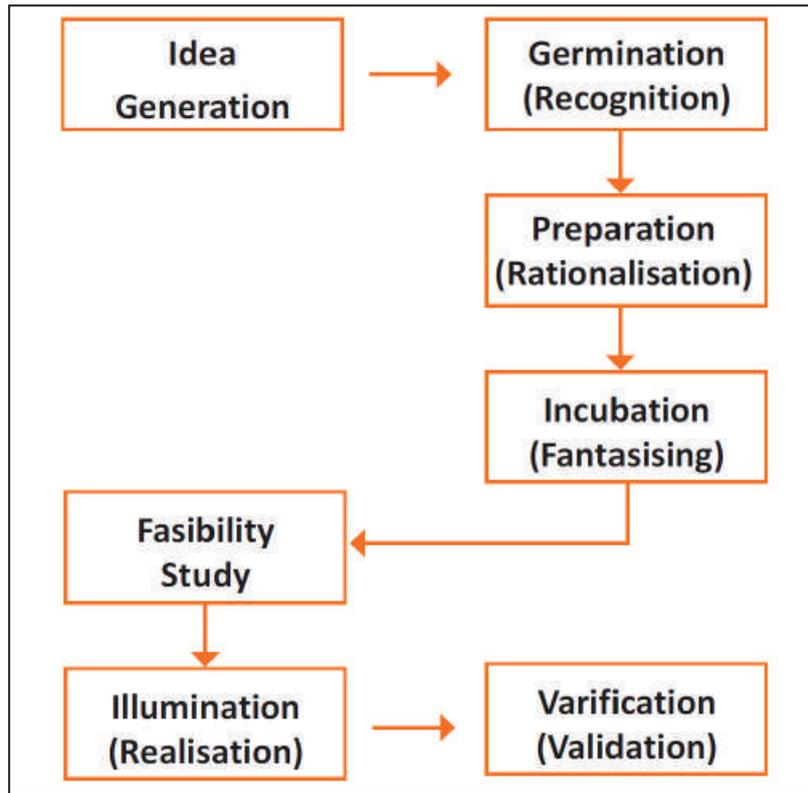 Idea
Generation
Germination
(Recognition)
Preparation
(Rationalisation)
Incubation
(Fantasising)
Fasibility
Study
Illumination
(Realisation)
Varification
(Validation)